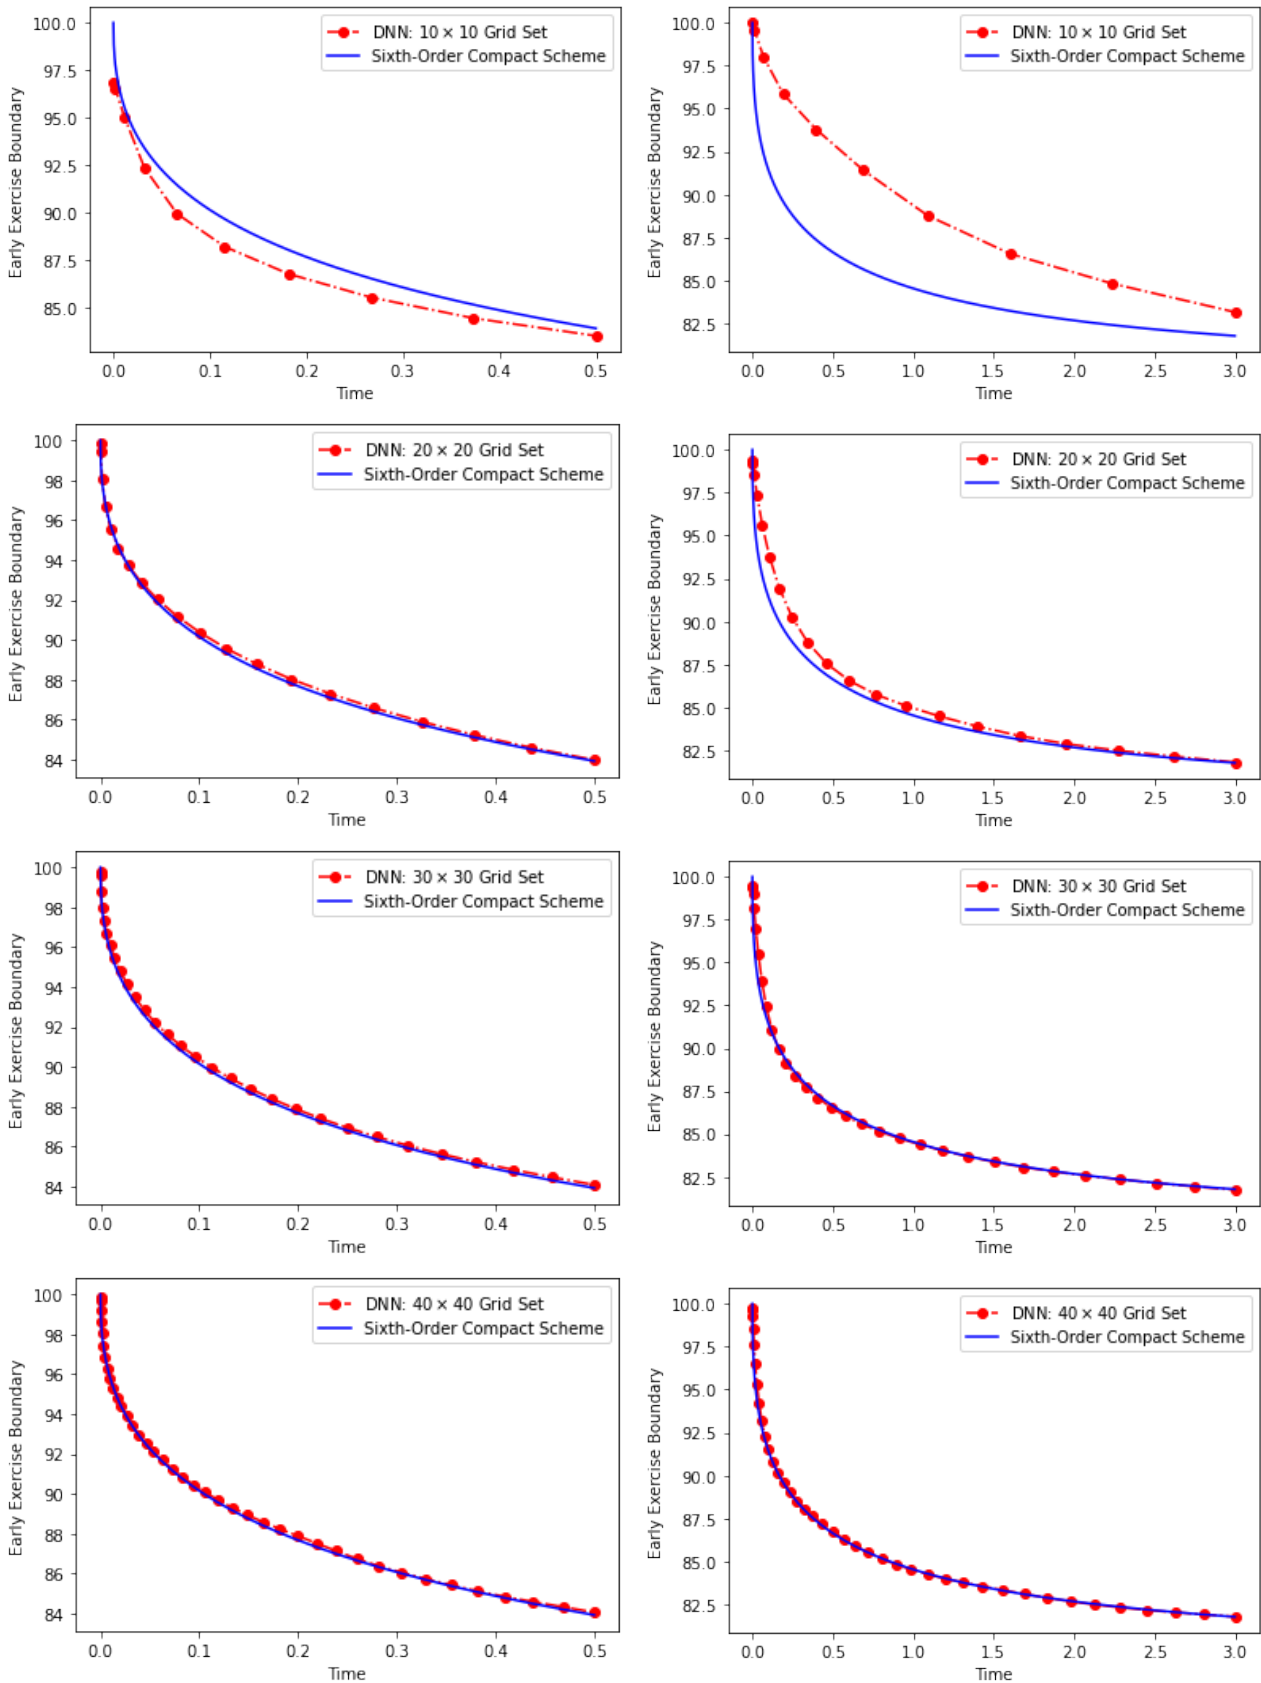 100.0
97.5
95.0
92.5
90.0
87.5
85.0
Early Exercise Boundary
DNN: 10 × 10 Grid Set
Sixth-Order Compact Scheme
0.0 0.1 0.2 0.3 0.4 0.5
Time
100.0
97.5
95.0
92.5
90.0
87.5
85.0
82.5
Early Exercise Boundary
DNN: 10 × 10 Grid Set
Sixth-Order Compact Scheme
0.0 0.5 1.0 1.5 2.0 2.5 3.0
Time
100
98
96
94
92
90
88
86
84
Early Exercise Boundary
DNN: 20 × 20 Grid Set
Sixth-Order Compact Scheme
0.0 0.1 0.2 0.3 0.4 0.5
Time
100.0
97.5
95.0
92.5
90.0
87.5
85.0
82.5
Early Exercise Boundary
DNN: 20 × 20 Grid Set
Sixth-Order Compact Scheme
0.0 0.5 1.0 1.5 2.0 2.5 3.0
Time
100
98
96
94
92
90
88
86
84
Early Exercise Boundary
DNN: 30 × 30 Grid Set
Sixth-Order Compact Scheme
0.0 0.1 0.2 0.3 0.4 0.5
Time
100.0
97.5
95.0
92.5
90.0
87.5
85.0
82.5
Early Exercise Boundary
DNN: 30 × 30 Grid Set
Sixth-Order Compact Scheme
0.0 0.5 1.0 1.5 2.0 2.5 3.0
Time
100
98
96
94
92
90
88
86
84
Early Exercise Boundary
DNN: 40 × 40 Grid Set
Sixth-Order Compact Scheme
0.0 0.1 0.2 0.3 0.4 0.5
Time
100.0
97.5
95.0
92.5
90.0
87.5
85.0
82.5
Early Exercise Boundary
DNN: 40 × 40 Grid Set
Sixth-Order Compact Scheme
0.0 0.5 1.0 1.5 2.0 2.5 3.0
Time